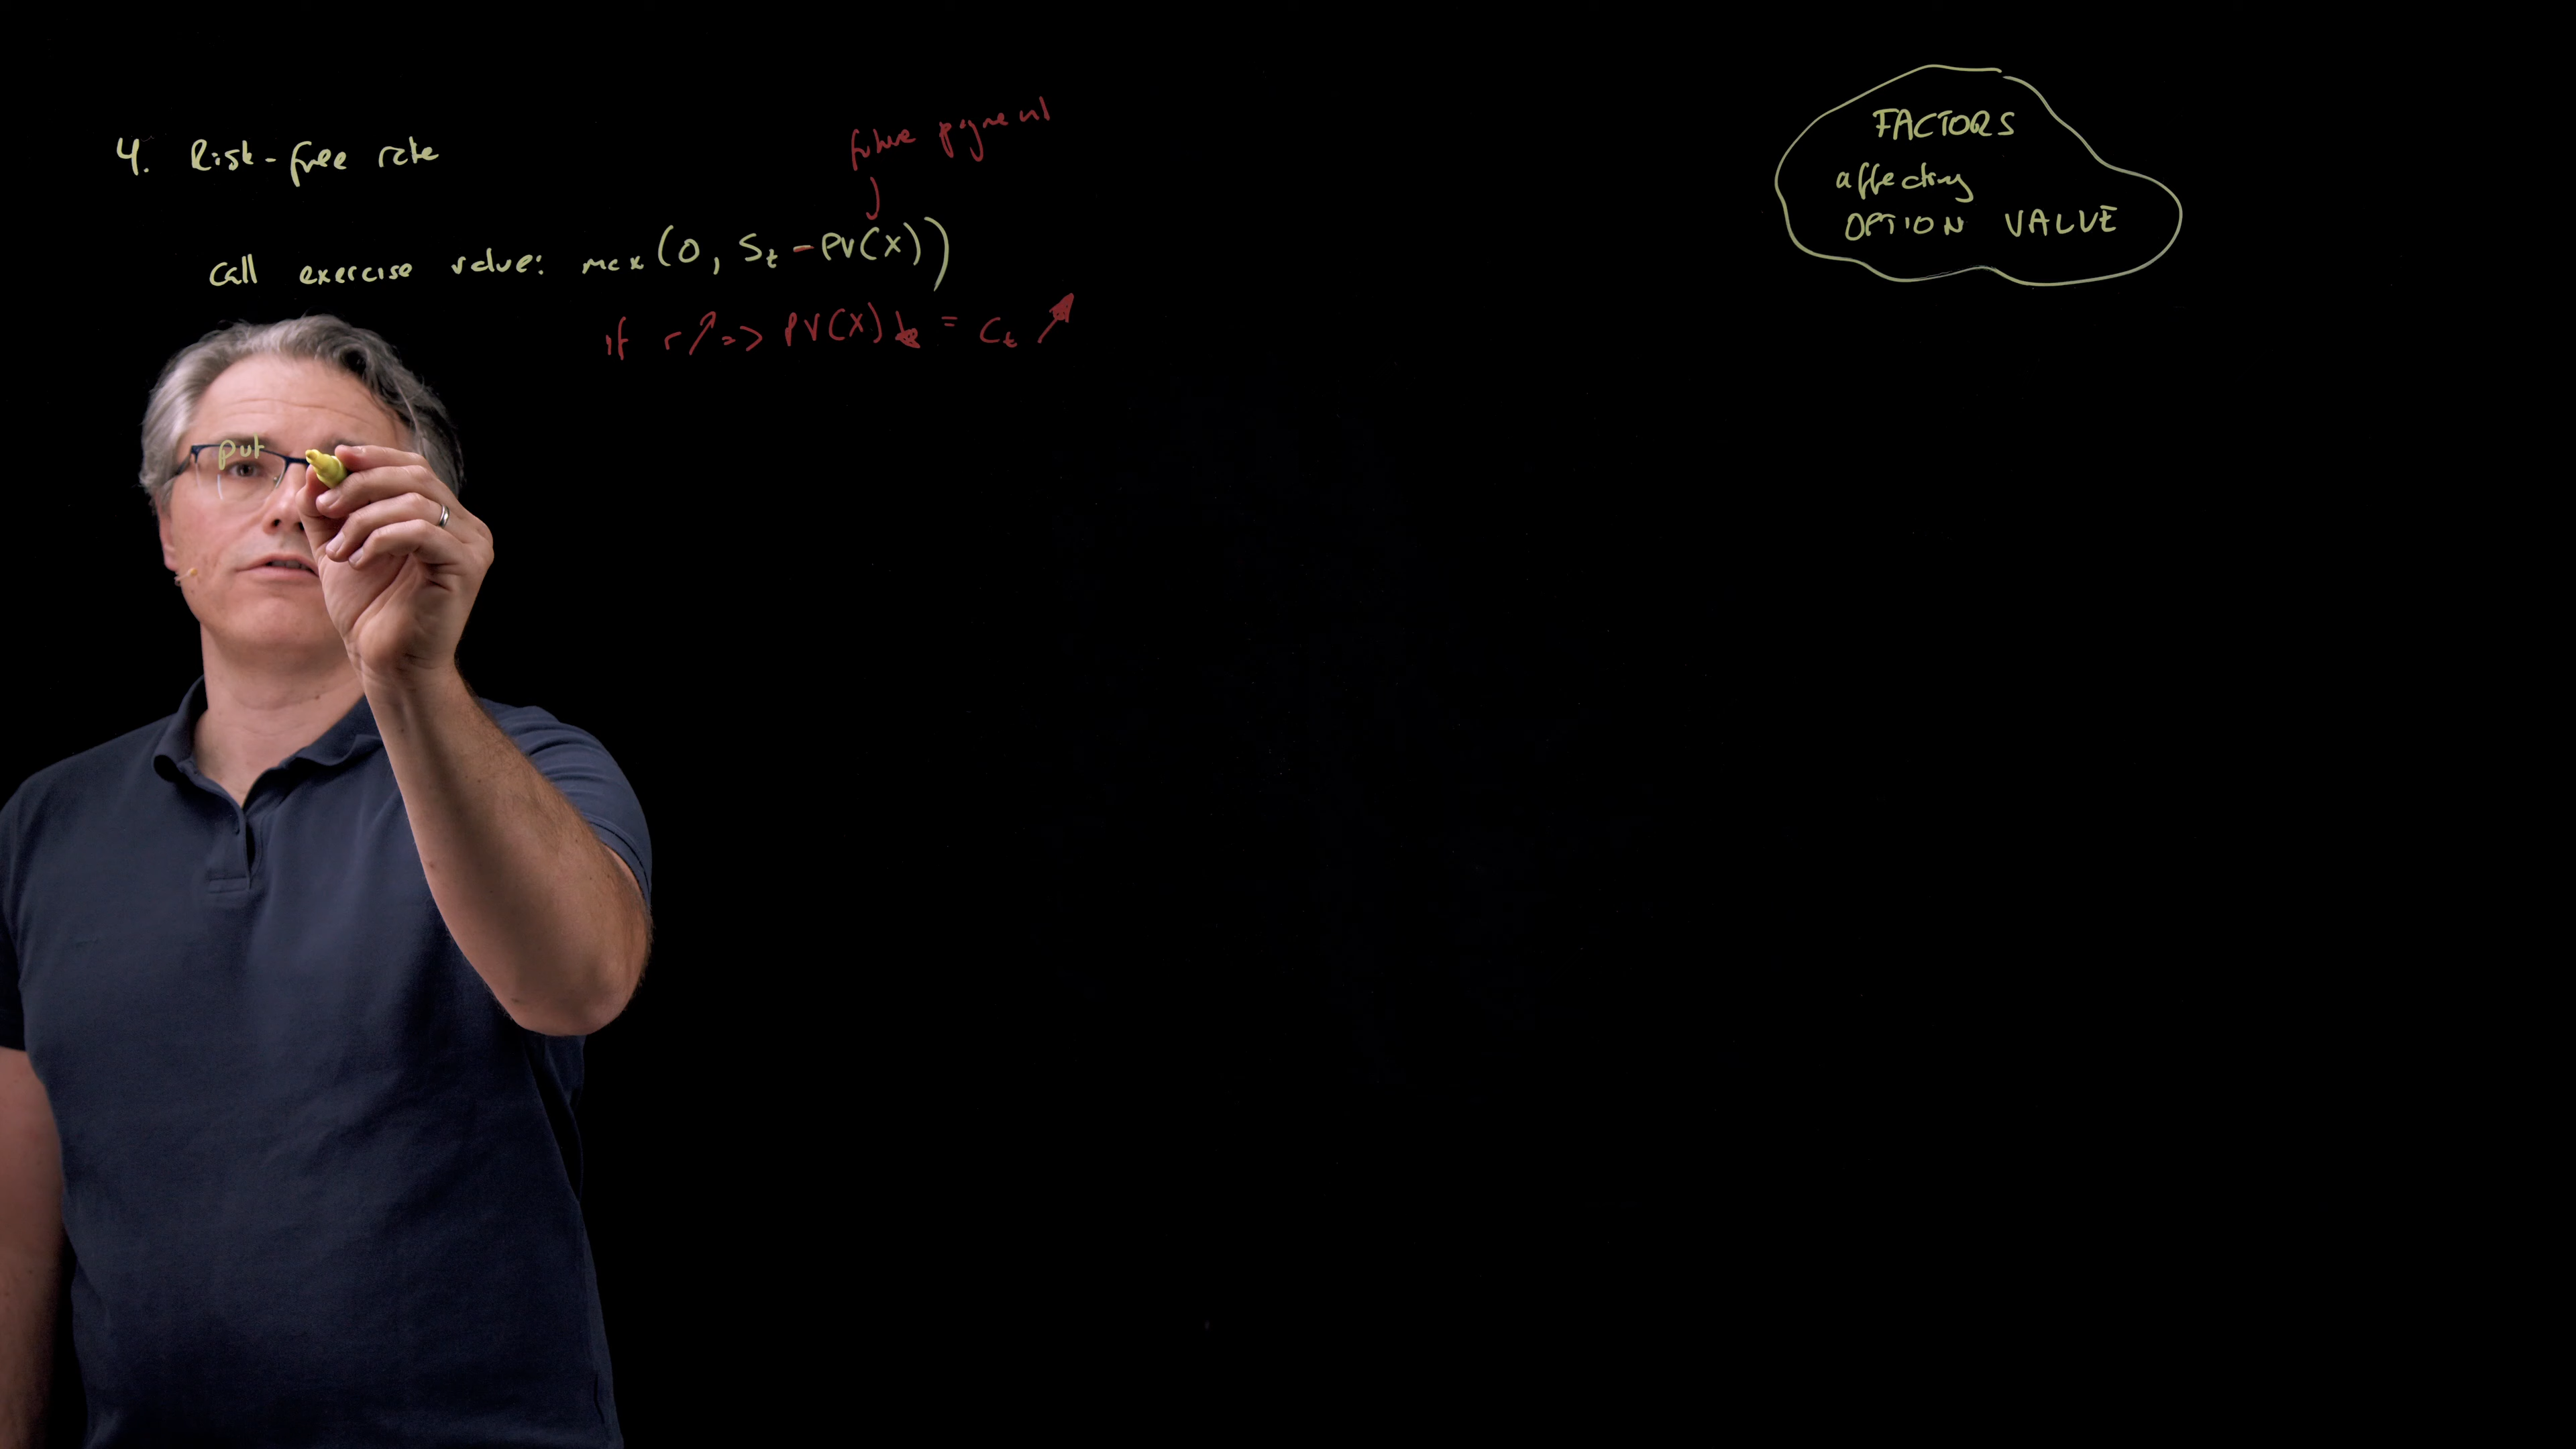 4. Risk-free rate
future payment
call exercise value: max (0, St - PV(X))
if r ↗ => PV(X) ↓ = Ct ↗
put
FACTORS
affecting
OPTION VALUE